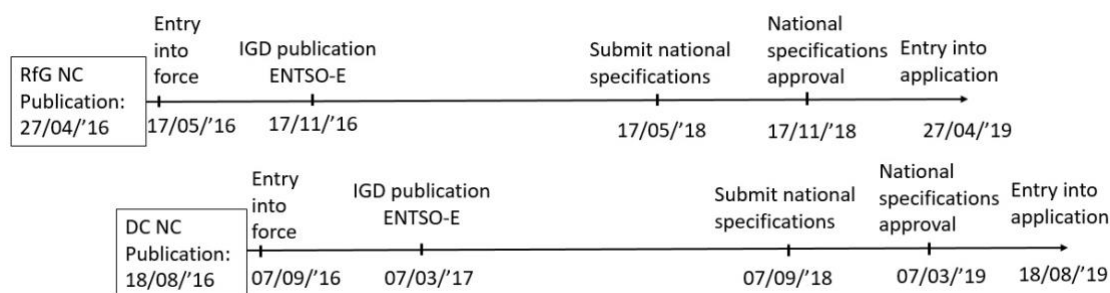 RfG NC
Publication:
27/04/'16
Entry
into
force
17/05/'16
IGD publication
ENTSO-E
17/11/'16
Submit national
specifications
17/05/'18
National
specifications
approval
17/11/'18
Entry into
application
27/04/'19
DC NC
Publication:
18/08/'16
Entry
into
force
07/09/'16
IGD publication
ENTSO-E
07/03/'17
Submit national
specifications
07/09/'18
National
specifications
approval
07/03/'19
Entry into
application
18/08/'19